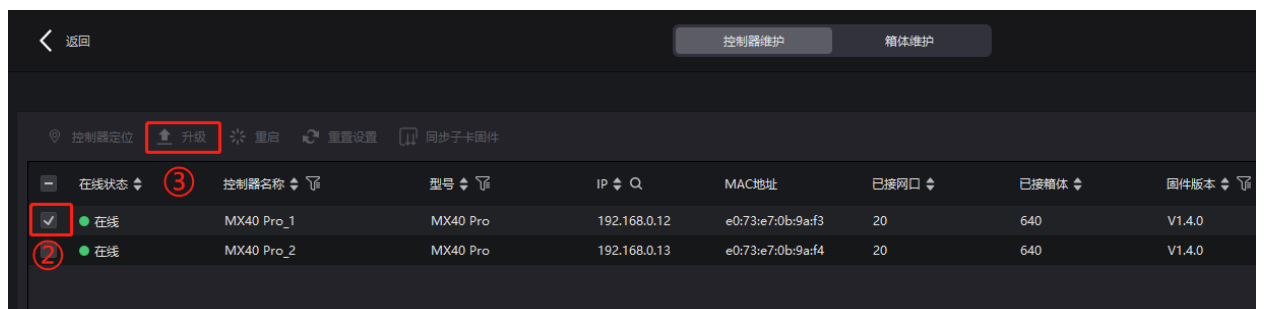 返回 控制器维护 箱体维护
控制器定位 升级 重启 重置设置 同步子卡固件
在线状态 ③ 控制器名称 型号 IP MAC地址 已接网口 已接箱体 固件版本
在线 MX40 Pro_1 MX40 Pro 192.168.0.12 e0:73:e7:0b:9a:f3 20 640 V1.4.0
② 在线 MX40 Pro_2 MX40 Pro 192.168.0.13 e0:73:e7:0b:9a:f4 20 640 V1.4.0